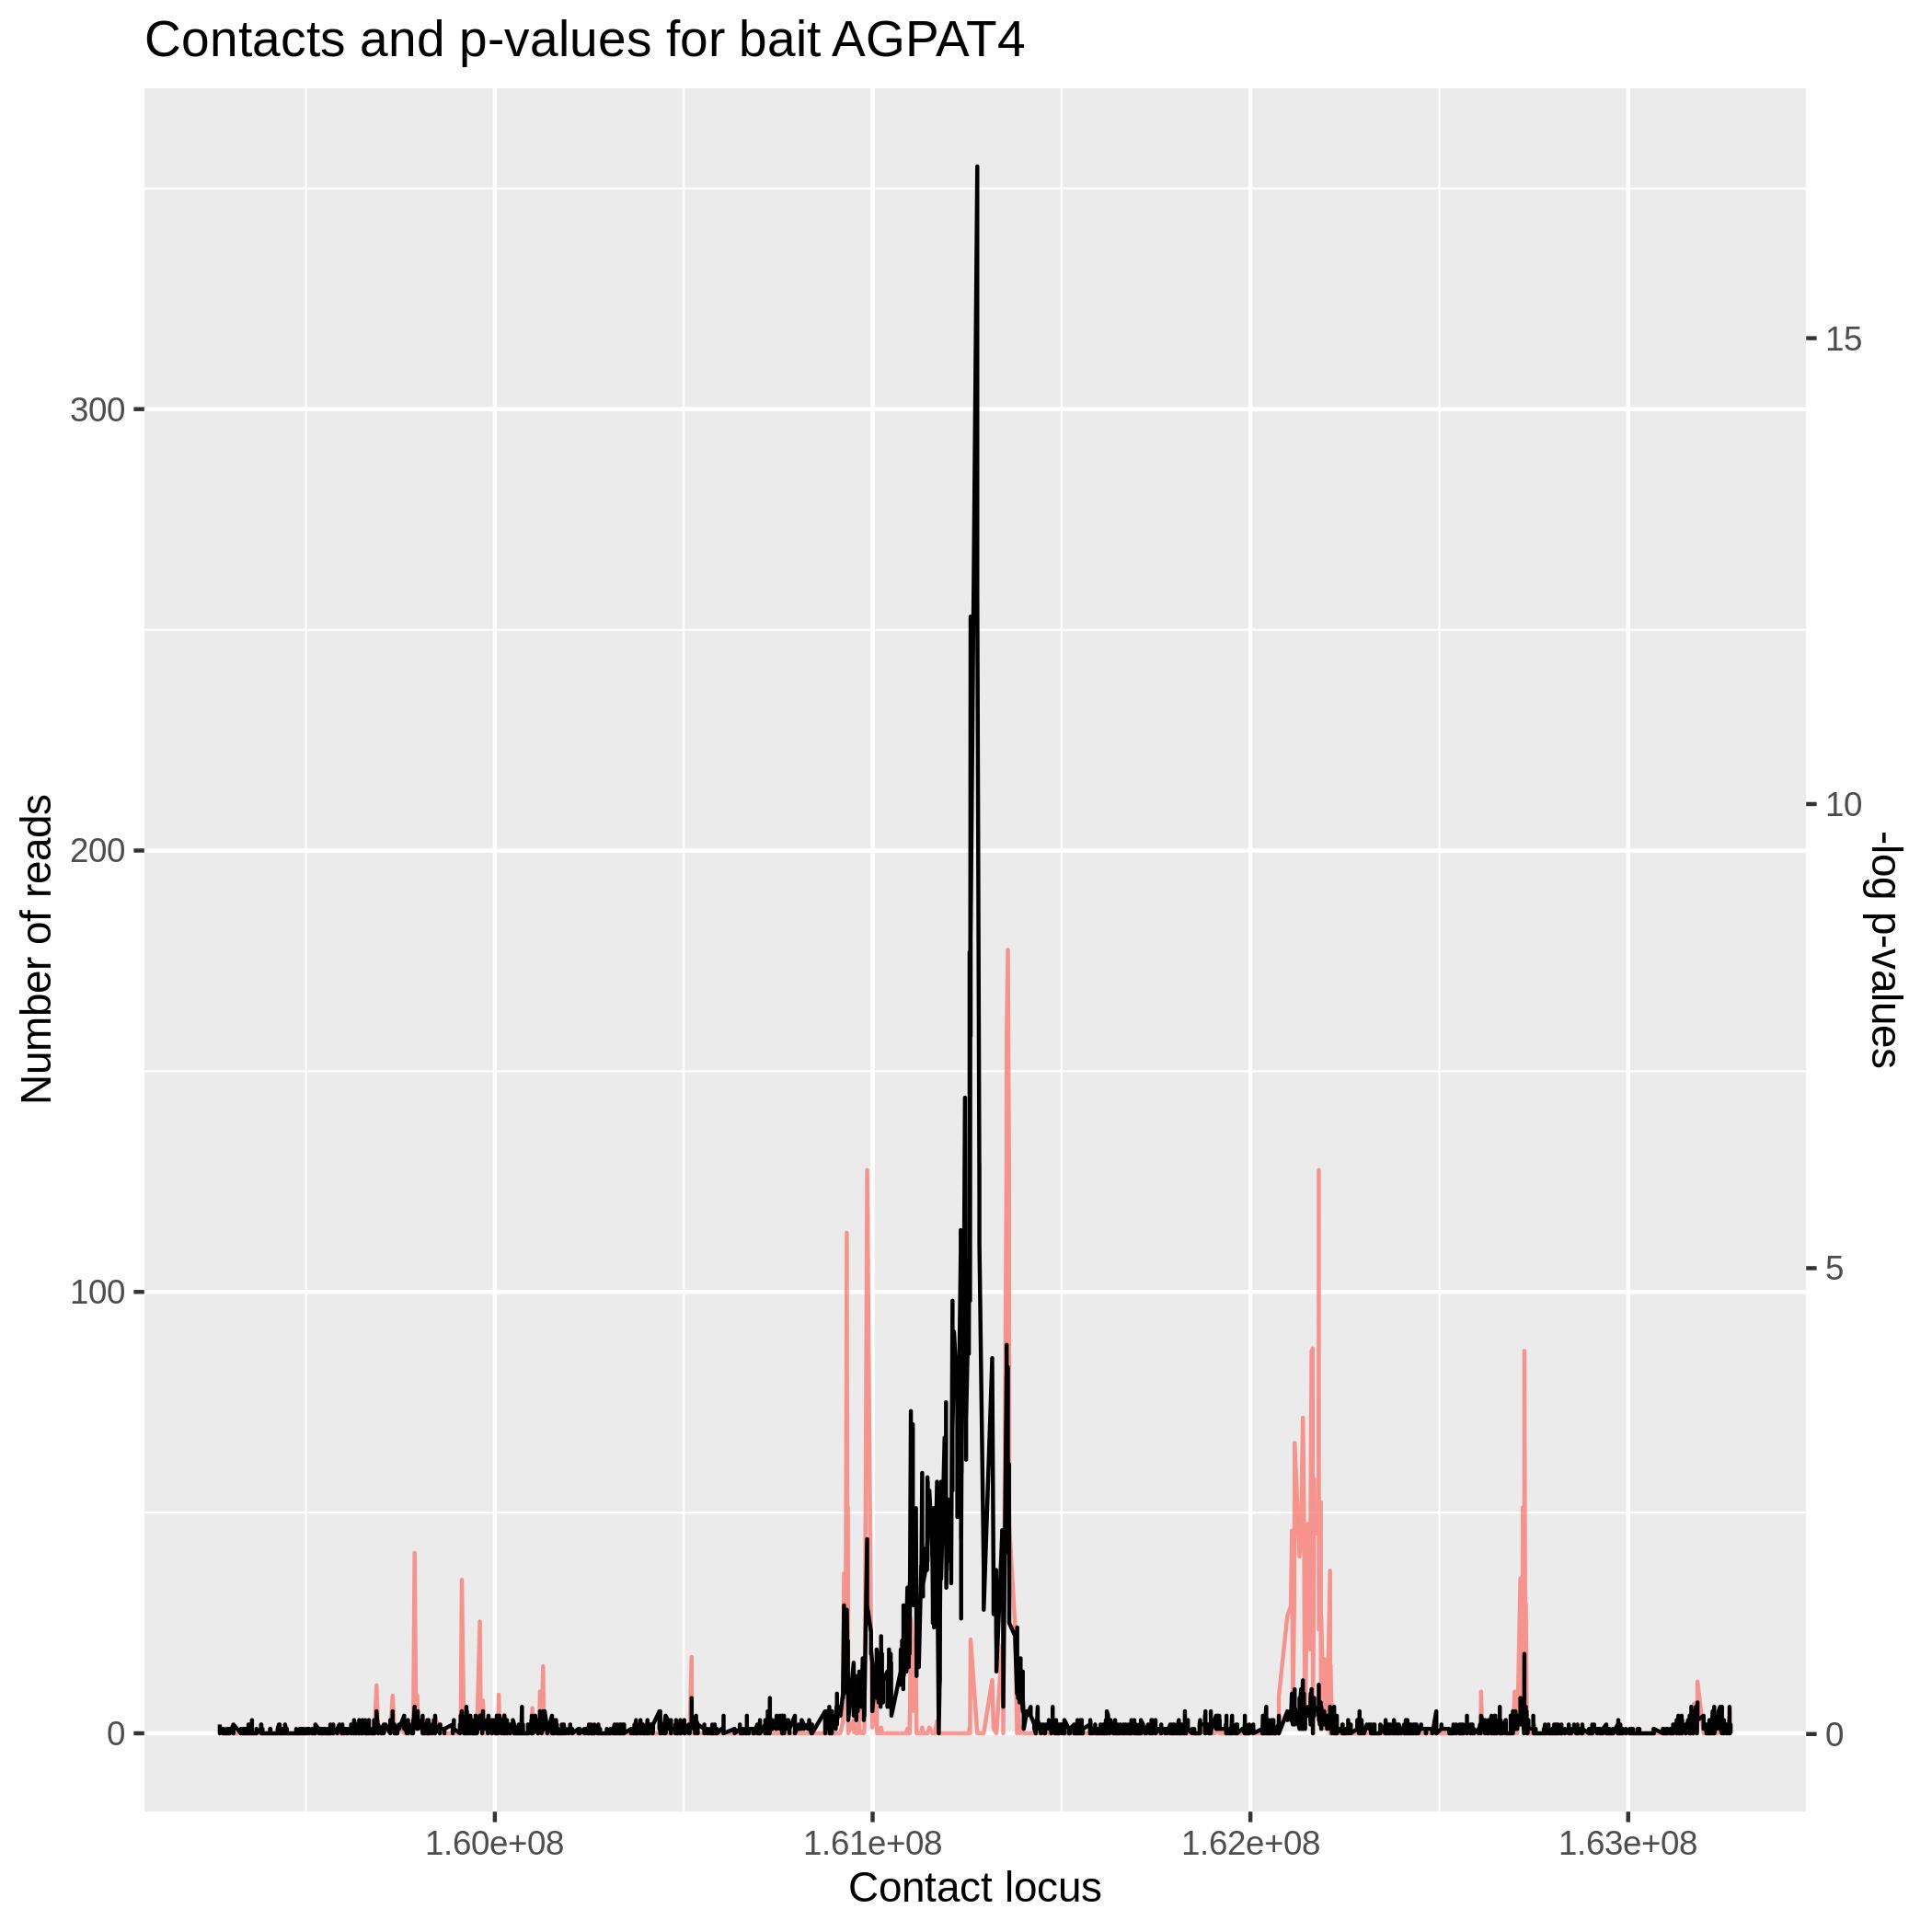 Contacts and p-values for bait AGPAT4
Number of reads
300
200
100
0
15
10
5
0
-log p-values
1.60e+08
1.61e+08
1.62e+08
1.63e+08
Contact locus